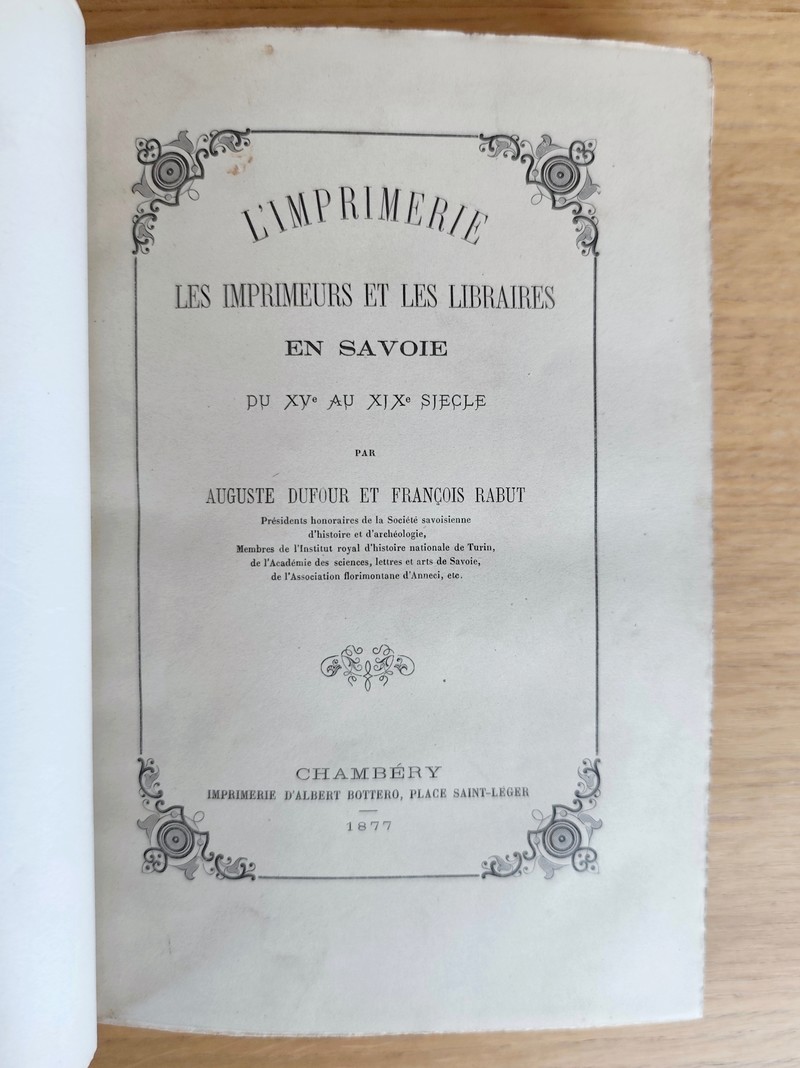 L'IMPRIMERIE
LES IMPRIMEURS ET LES LIBRAIRES
EN SAVOIE
DU XVe AU XIXe SIECLE
PAR
AUGUSTE DUFOUR ET FRANÇOIS RABUT
Présidents honoraires de la Société savoisienne
d'histoire et d'archéologie,
Membres de l'Institut royal d'histoire nationale de Turin,
de l'Académie des sciences, lettres et arts de Savoie,
de l'Association florimontane d'Anneci, etc.
CHAMBÉRY
IMPRIMERIE D'ALBERT BOTTERO, PLACE SAINT-LÉGER
1877